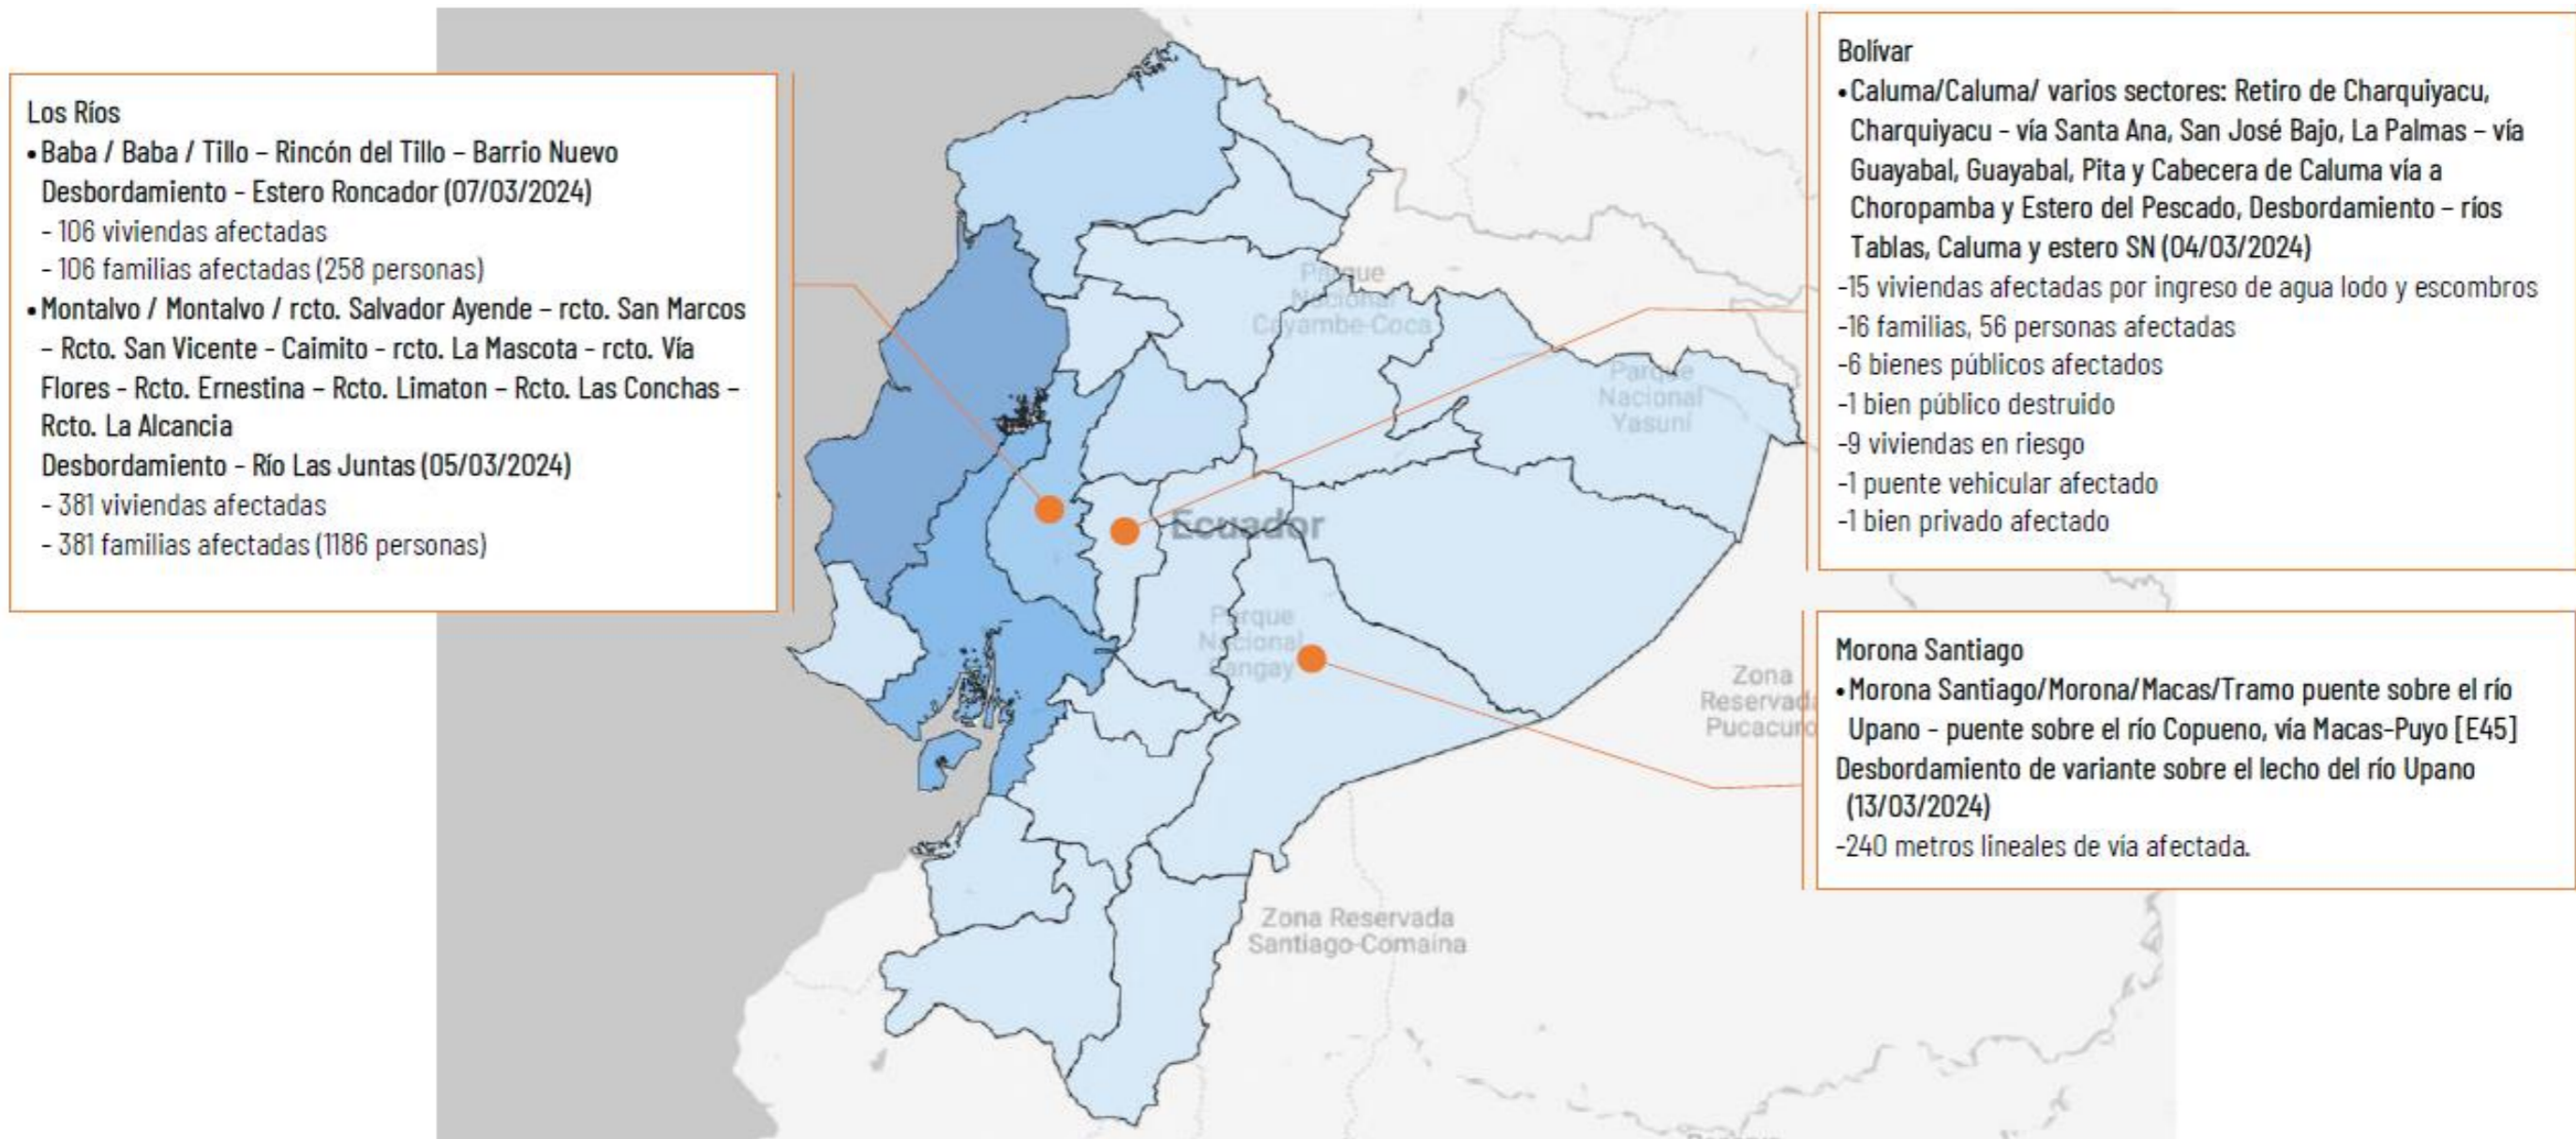 Los Ríos
•Baba / Baba / Tillo – Rincón del Tillo – Barrio Nuevo
Desbordamiento - Estero Roncador (07/03/2024)
- 106 viviendas afectadas
- 106 familias afectadas (258 personas)
•Montalvo / Montalvo / rcto. Salvador Ayende – rcto. San Marcos
– Rcto. San Vicente - Caimito - rcto. La Mascota - rcto. Vía
Flores - Rcto. Ernestina – Rcto. Limaton – Rcto. Las Conchas –
Rcto. La Alcancia
Desbordamiento - Río Las Juntas (05/03/2024)
- 381 viviendas afectadas
- 381 familias afectadas (1186 personas)
Bolívar
•Caluma/Caluma/ varios sectores: Retiro de Charquiyacu,
Charquiyacu - vía Santa Ana, San José Bajo, La Palmas – vía
Guayabal, Guayabal, Pita y Cabecera de Caluma vía a
Choropamba y Estero del Pescado, Desbordamiento – ríos
Tablas, Caluma y estero SN (04/03/2024)
-15 viviendas afectadas por ingreso de agua lodo y escombros
-16 familias, 56 personas afectadas
-6 bienes públicos afectados
-1 bien público destruido
-9 viviendas en riesgo
-1 puente vehicular afectado
-1 bien privado afectado
Morona Santiago
•Morona Santiago/Morona/Macas/Tramo puente sobre el río
Upano - puente sobre el río Copueno, vía Macas-Puyo [E45]
Desbordamiento de variante sobre el lecho del río Upano
(13/03/2024)
-240 metros lineales de vía afectada.
Parque
Nacional
Cayambe-Coca
Parque
Nacional
Yasuní
Ecuador
Parque
Nacional
Sangay
Zona
Reservada
Pucacuro
Zona Reservada
Santiago-Comaina